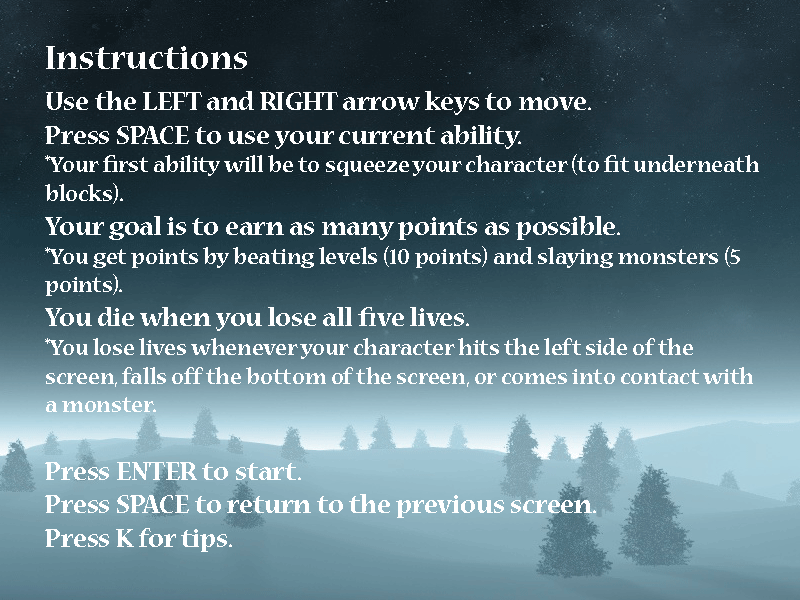 Instructions
Use the LEFT and RIGHT arrow keys to move.
Press SPACE to use your current ability.
*Your first ability will be to squeeze your character (to fit underneath
blocks).
Your goal is to earn as many points as possible.
*You get points by beating levels (10 points) and slaying monsters (5
points).
You die when you lose all five lives.
*You lose lives whenever your character hits the left side of the
screen, falls off the bottom of the screen, or comes into contact with
a monster.
Press ENTER to start.
Press SPACE to return to the previous screen.
Press K for tips.